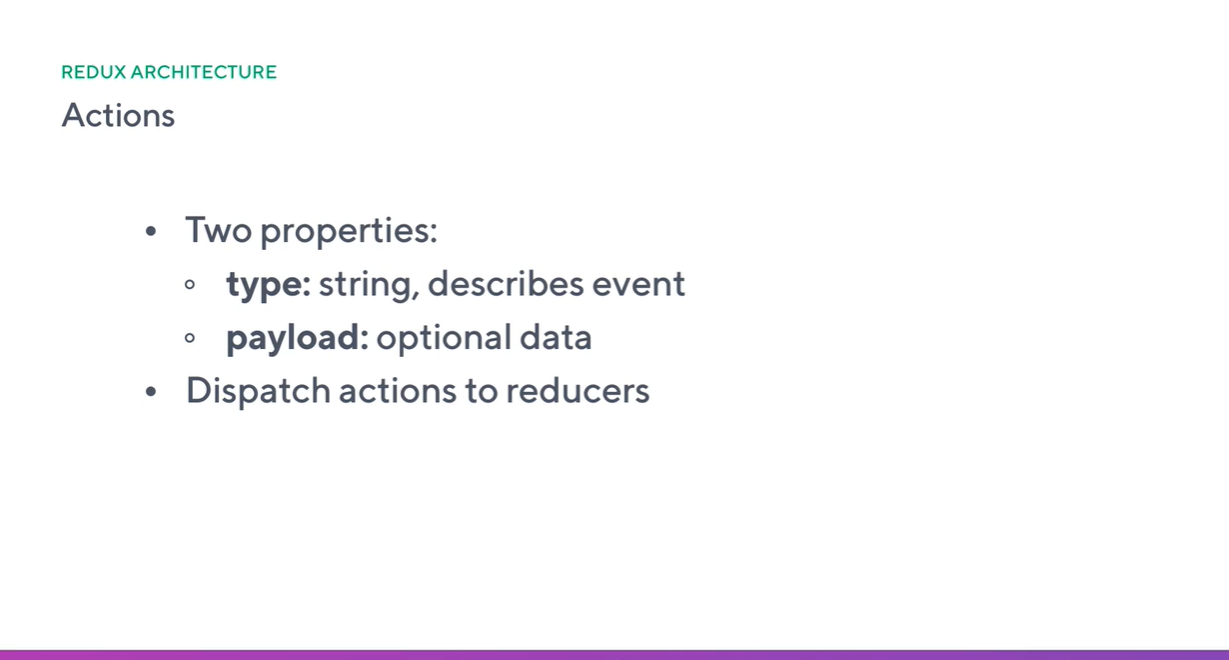 REDUX ARCHITECTURE
Actions
• Two properties:
◦ type: string, describes event
◦ payload: optional data
• Dispatch actions to reducers